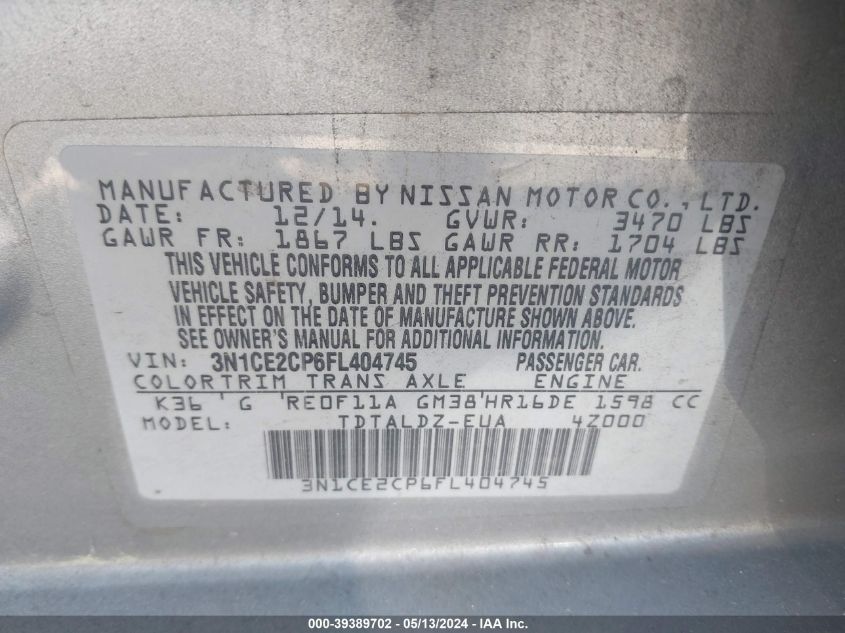 MANUFACTURED BY NISSAN MOTOR CO., LTD.
DATE: 12/14. GVWR: 3470 LBS
GAWR FR: 1867 LBS GAWR RR: 1704 LBS
THIS VEHICLE CONFORMS TO ALL APPLICABLE FEDERAL MOTOR
VEHICLE SAFETY, BUMPER AND THEFT PREVENTION STANDARDS
IN EFFECT ON THE DATE OF MANUFACTURE SHOWN ABOVE.
SEE OWNER'S MANUAL FOR ADDITIONAL INFORMATION.
VIN: 3N1CE2CP6FL404745 PASSENGER CAR.
COLOR TRIM TRANS AXLE ENGINE
K36 G RE0F11A GM38 HR16DE 1598 CC
MODEL: TDTALDZ-EUA 4Z000
3N1CE2CP6FL404745
000-39389702 - 05/13/2024 - IAA Inc.